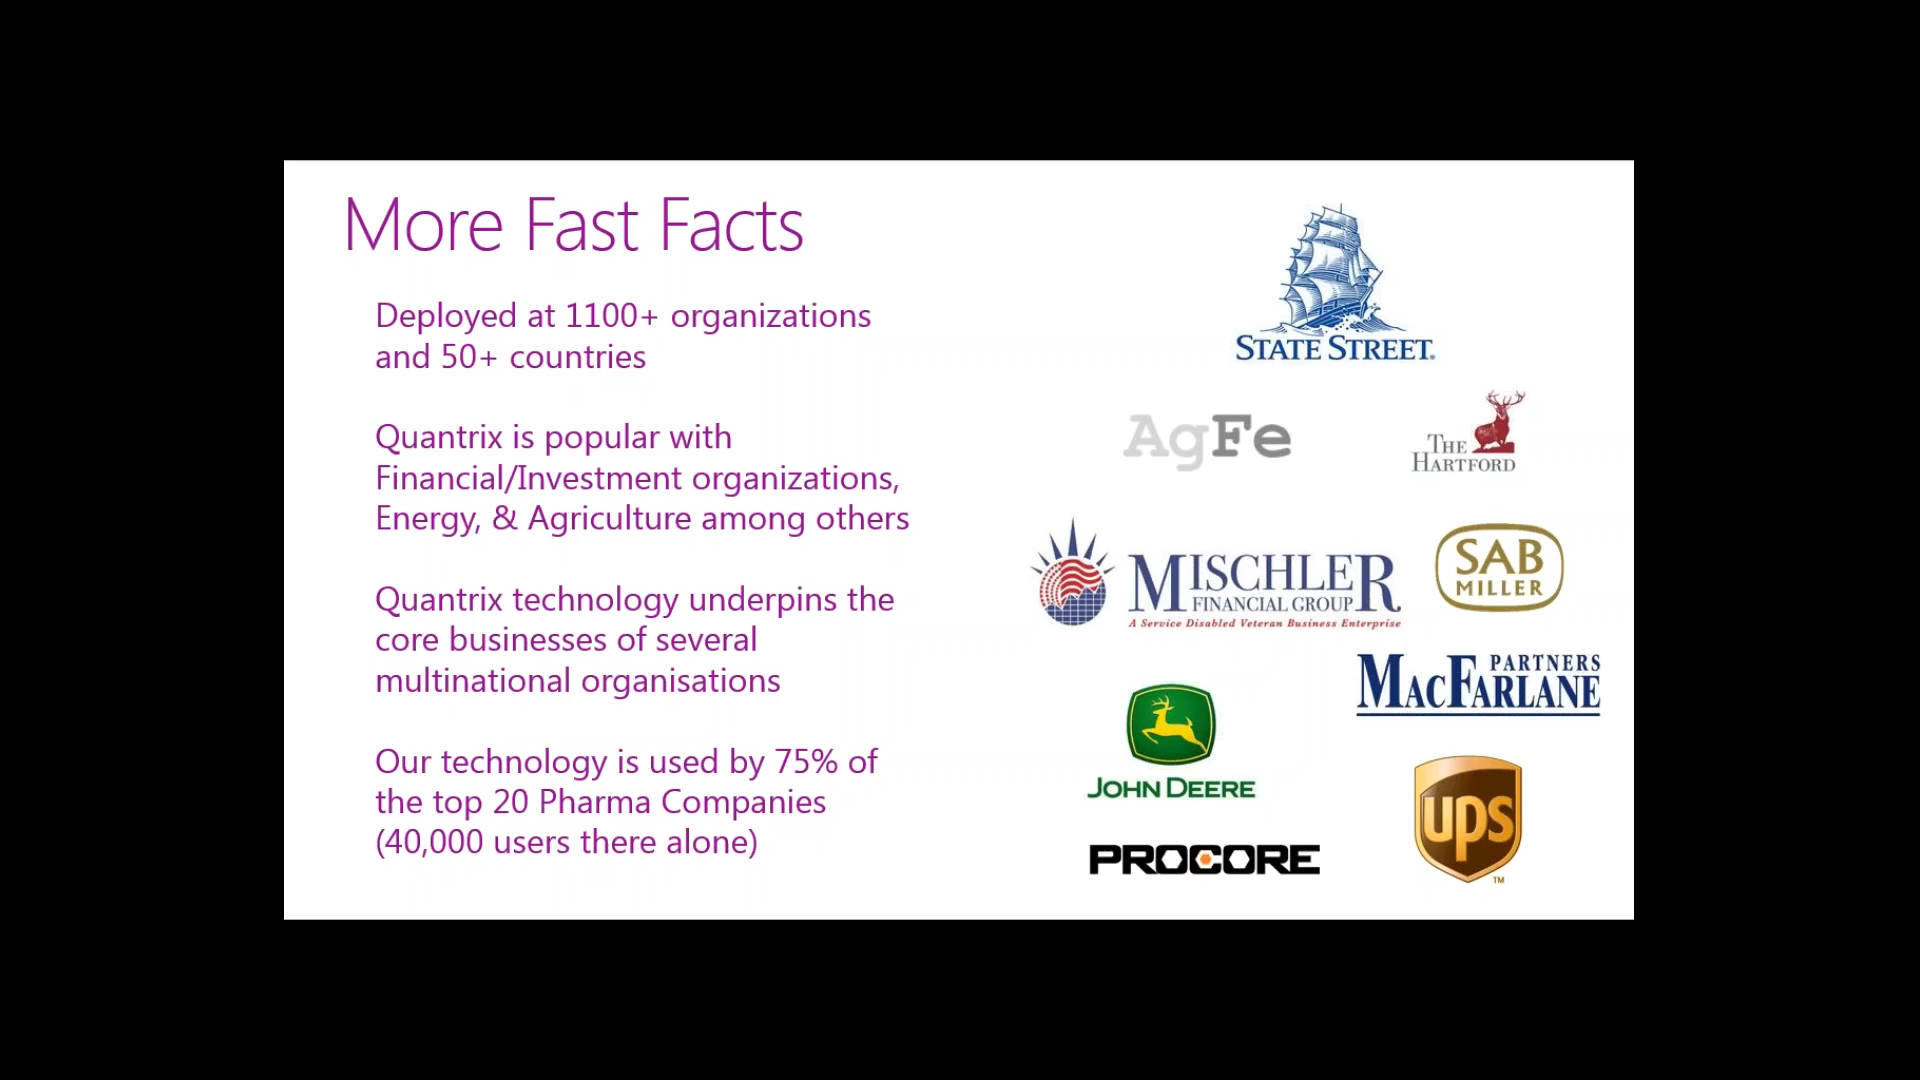 More Fast Facts
Deployed at 1100+ organizations
and 50+ countries
Quantrix is popular with
Financial/Investment organizations,
Energy, & Agriculture among others
Quantrix technology underpins the
core businesses of several
multinational organisations
Our technology is used by 75% of
the top 20 Pharma Companies
(40,000 users there alone)
STATE STREET®
AgFe
THE
HARTFORD
MISCHLER
FINANCIAL GROUP
A Service Disabled Veteran Business Enterprise
SAB
MILLER
PARTNERS
MACFARLANE
JOHN DEERE
ups
TM
PROCORE